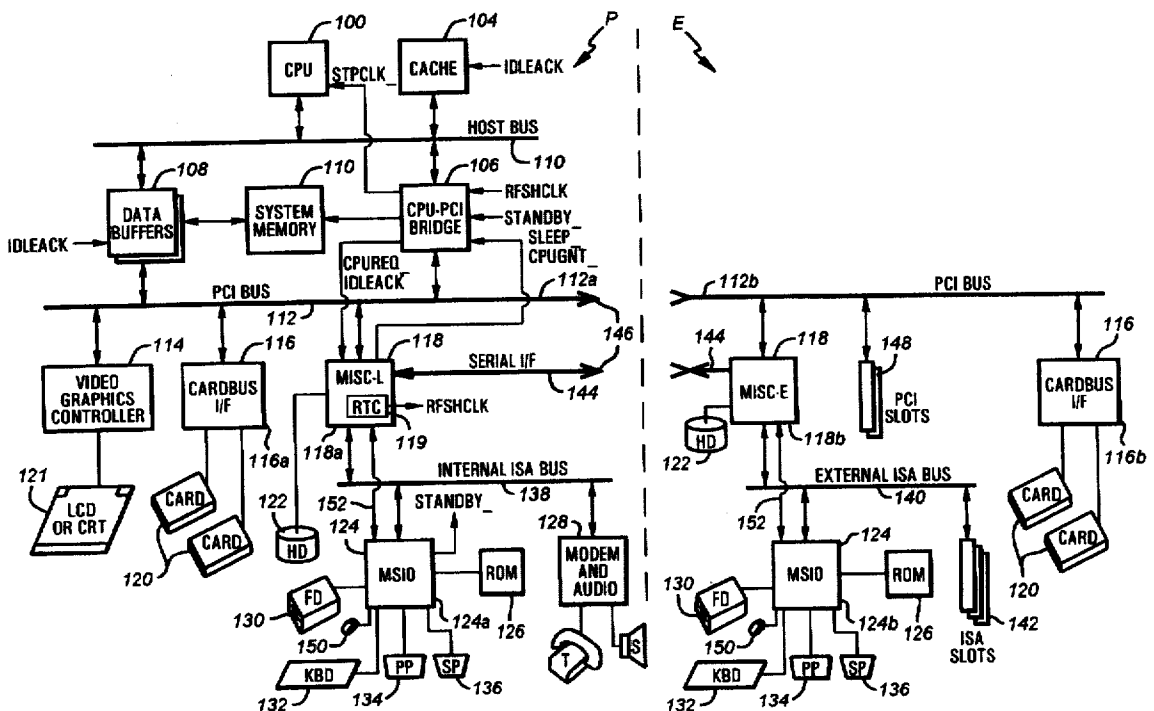 100
104
P
E
CPU
STPCLK_
CACHE
IDLEACK
HOST BUS
110
108
110
106
DATA
BUFFERS
SYSTEM
MEMORY
CPU-PCI
BRIDGE
RFSHCLK
STANDBY_
SLEEP_
CPUGNT_
IDLEACK
CPUREQ_
IDLEACK_
PCI BUS
112
112a
112b
PCI BUS
146
114
116
118
VIDEO
GRAPHICS
CONTROLLER
CARDBUS
I/F
MISC-L
RTC
SERIAL I/F
144
RFSHCLK
119
118a
116a
144
118
MISC-E
118b
148
PCI
SLOTS
116
CARDBUS
I/F
116b
HD
122
121
LCD
OR CRT
CARD
CARD
120
INTERNAL ISA BUS
138
152
STANDBY_
122
HD
124
MSIO
124a
ROM
126
128
MODEM
AND
AUDIO
T
S
FD
130
150
KBD
132
PP
134
SP
136
EXTERNAL ISA BUS
140
152
124
MSIO
124b
ROM
126
130
FD
150
KBD
132
PP
134
SP
136
142
ISA
SLOTS
CARD
CARD
120